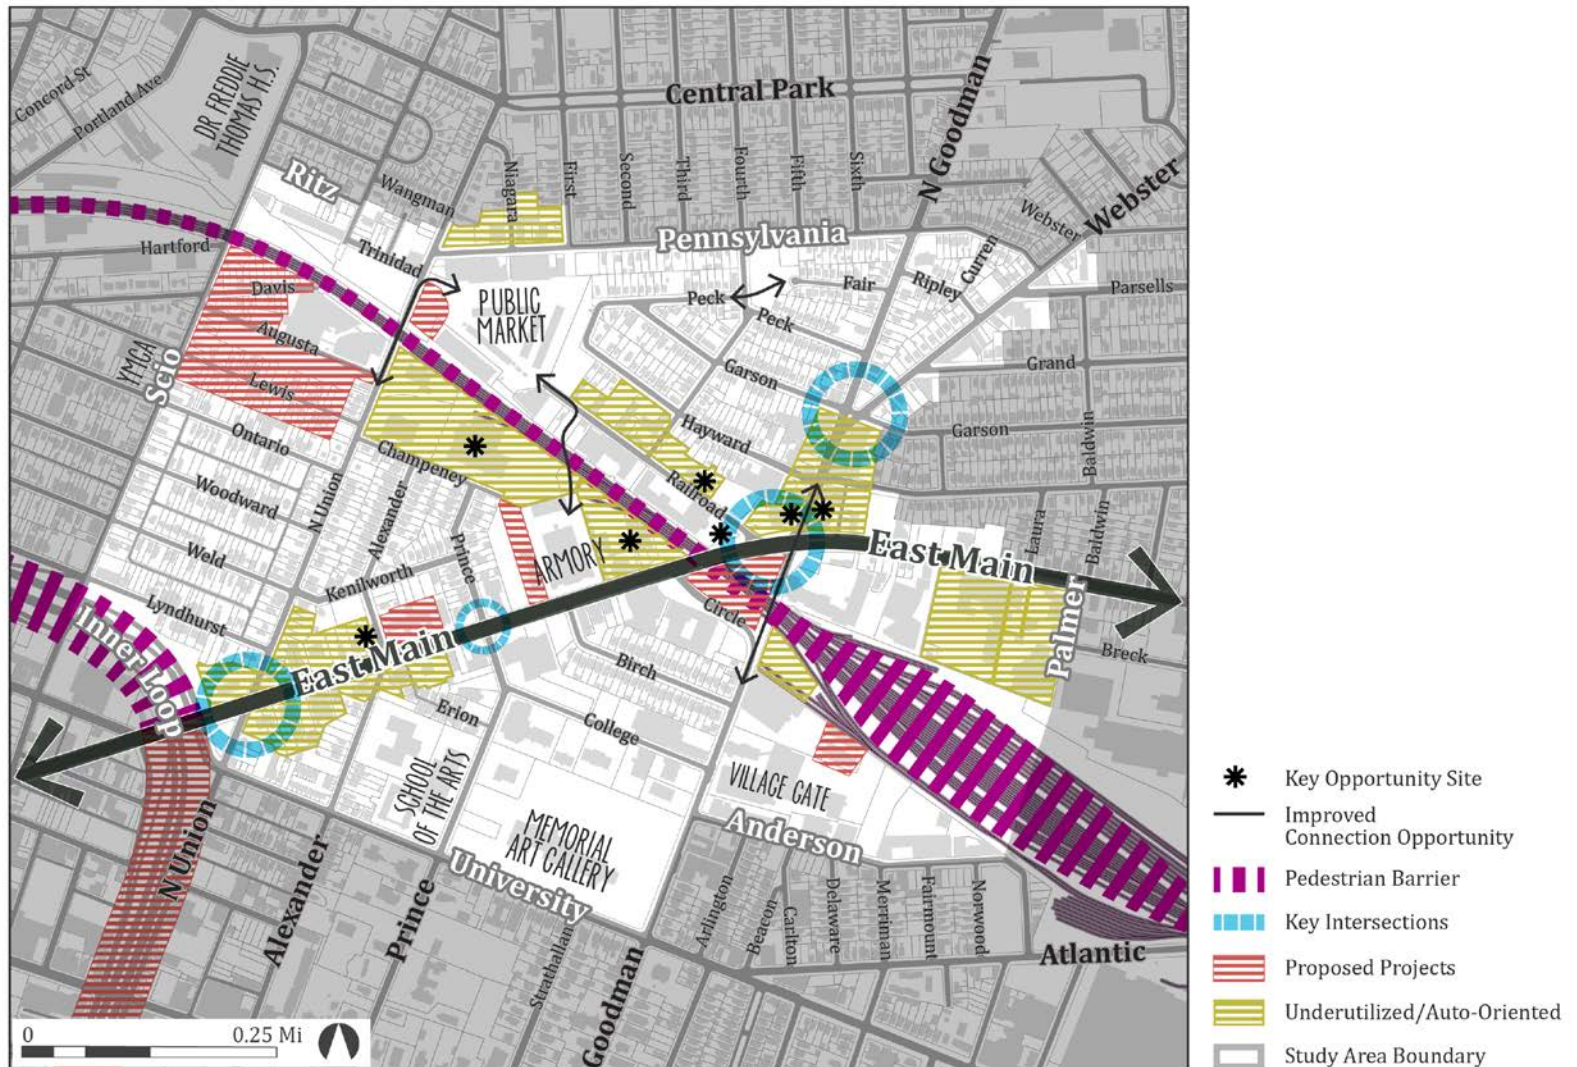 Central Park
N Goodman
Concord St
Portland Ave
DR FREDDIE
THOMAS H.S.
Ritz
Wangman
Niagara
First
Second
Third
Fourth
Fifth
Sixth
Webster
Webster
Hartford
Trinidad
Pennsylvania
Davis
PUBLIC
MARKET
Peck
Fair
Ripley
Curren
Parsells
Augusta
Peck
YMCA
Scio
Lewis
Garson
Grand
Ontario
Champeney
Hayward
Garson
Baldwin
Woodward
N Union
Alexander
Railroad
Weld
Prince
ARMORY
East Main
Laura
Baldwin
Kenilworth
Lyndhurst
Circle
Palmer
Inner Loop
East Main
Birch
Breck
Erion
College
SCHOOL
OF THE ARTS
VILLAGE GATE
MEMORIAL
ART GALLERY
Anderson
N Union
Alexander
Prince
University
Arlington
Beacon
Carlton
Delaware
Merriman
Fairmount
Norwood
Strathallan
Goodman
Atlantic
0
0.25 Mi
Key Opportunity Site
Improved
Connection Opportunity
Pedestrian Barrier
Key Intersections
Proposed Projects
Underutilized/Auto-Oriented
Study Area Boundary